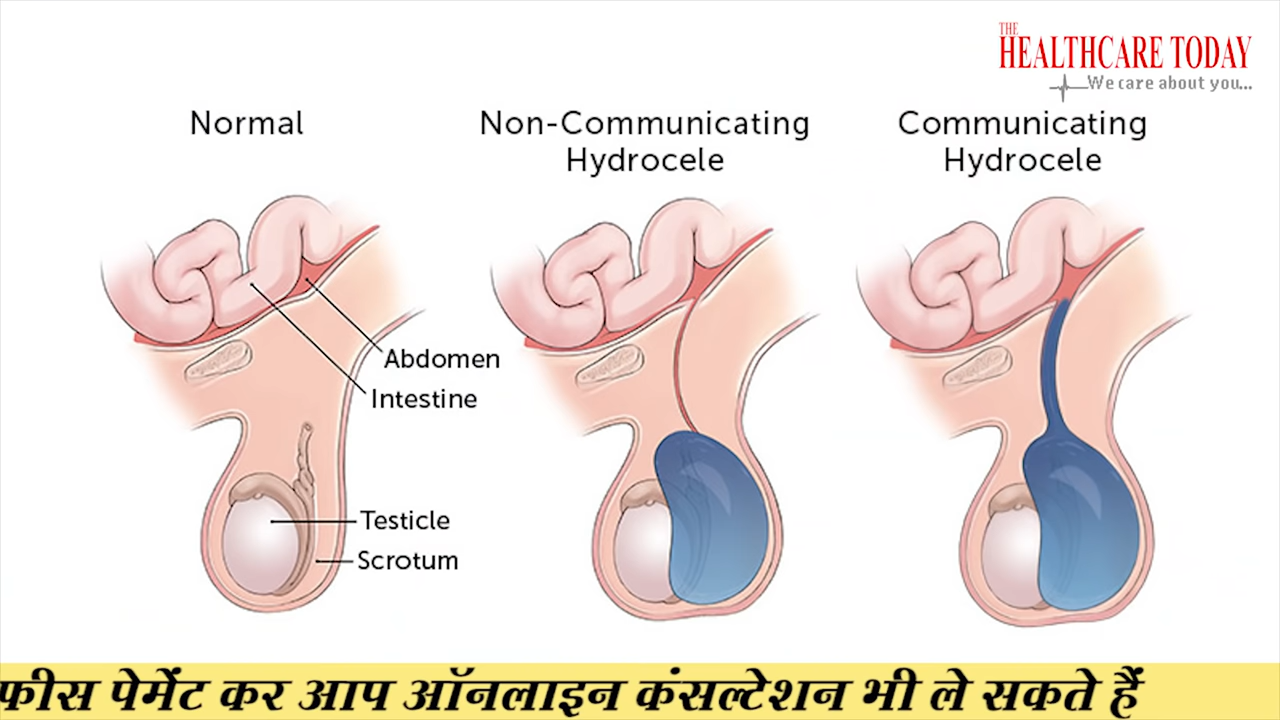 THE
HEALTHCARE TODAY
We care about you...
Normal
Non-Communicating
Hydrocele
Communicating
Hydrocele
Abdomen
Intestine
Testicle
Scrotum
फीस पेमेंट कर आप ऑनलाइन कंसल्टेशन भी ले सकते हैं